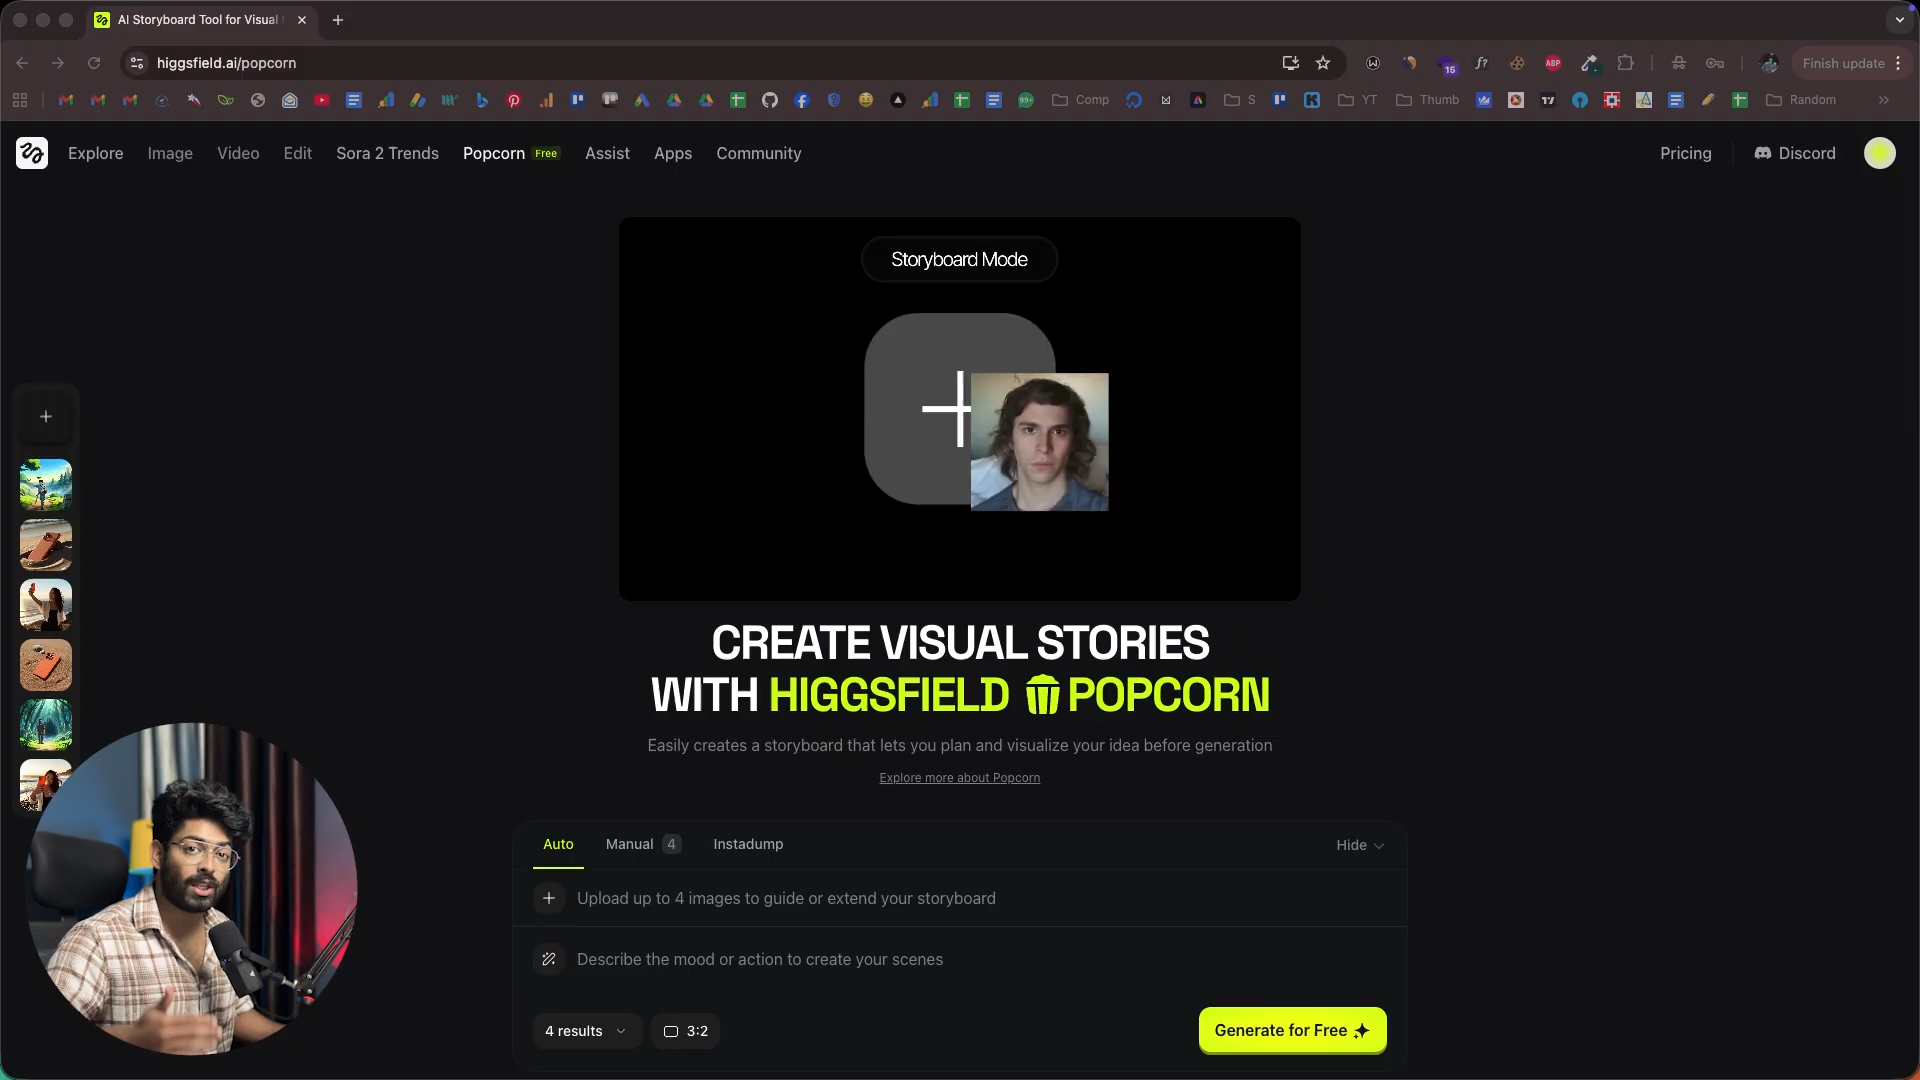 AI Storyboard Tool for Visual
higgsfield.ai/popcorn
15
f?
ABP
Finish update
99+
Comp
S
YT
Thumb
Random
Explore
Image
Video
Edit
Sora 2 Trends
Popcorn Free
Assist
Apps
Community
Pricing
Discord
Storyboard Mode
CREATE VISUAL STORIES
WITH HIGGSFIELD POPCORN
Easily creates a storyboard that lets you plan and visualize your idea before generation
Explore more about Popcorn
Auto
Manual 4
Instadump
Hide
Upload up to 4 images to guide or extend your storyboard
Describe the mood or action to create your scenes
4 results
3:2
Generate for Free